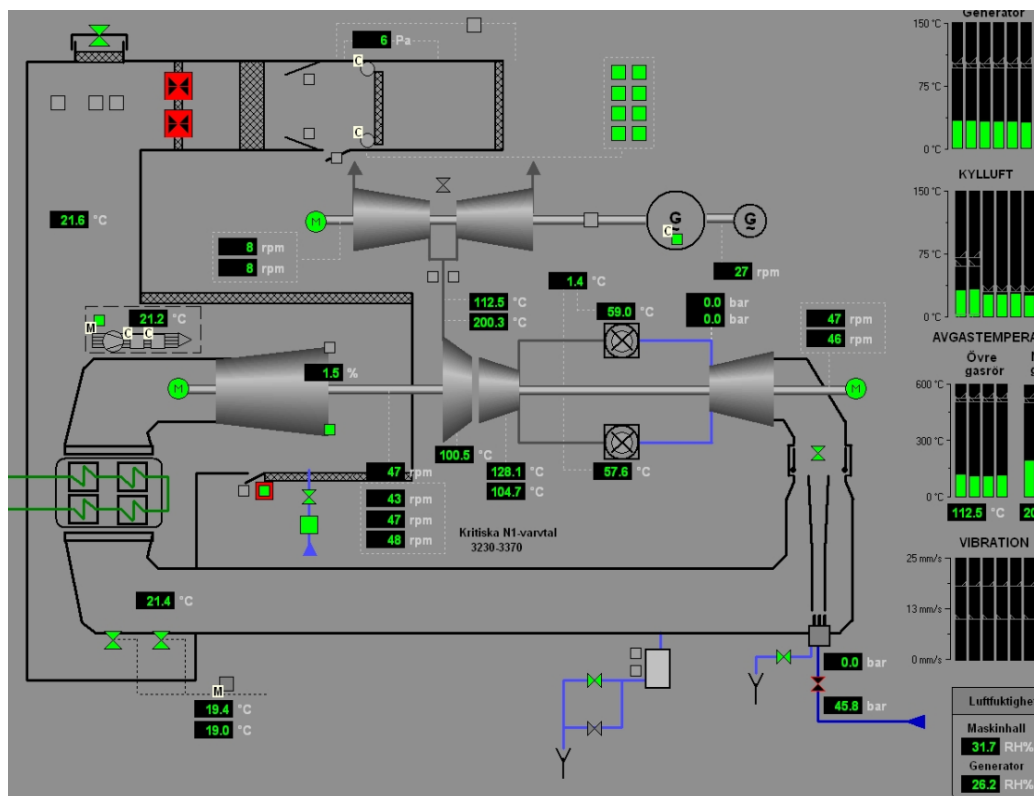 Generator
150 °C
75 °C
0 °C
6 Pa
C
C
KYLLUFT
150 °C
75 °C
0 °C
21.6 °C
M
G
~
C
G
~
8 rpm
8 rpm
27 rpm
1.4 °C
112.5 °C
200.3 °C
59.0 °C
0.0 bar
0.0 bar
47 rpm
46 rpm
21.2 °C
M
C
C
AVGASTEMPERA
Övre
gasrör
600 °C
300 °C
0 °C
112.5 °C
20
M
1.5 %
M
100.5 °C
128.1 °C
104.7 °C
57.6 °C
47 rpm
43 rpm
47 rpm
48 rpm
Kritiska N1-varvtal
3230-3370
VIBRATION
25 mm/s
13 mm/s
0 mm/s
21.4 °C
M
19.4 °C
19.0 °C
0.0 bar
45.8 bar
Luftfuktighe
Maskinhall
31.7 RH%
Generator
26.2 RH%